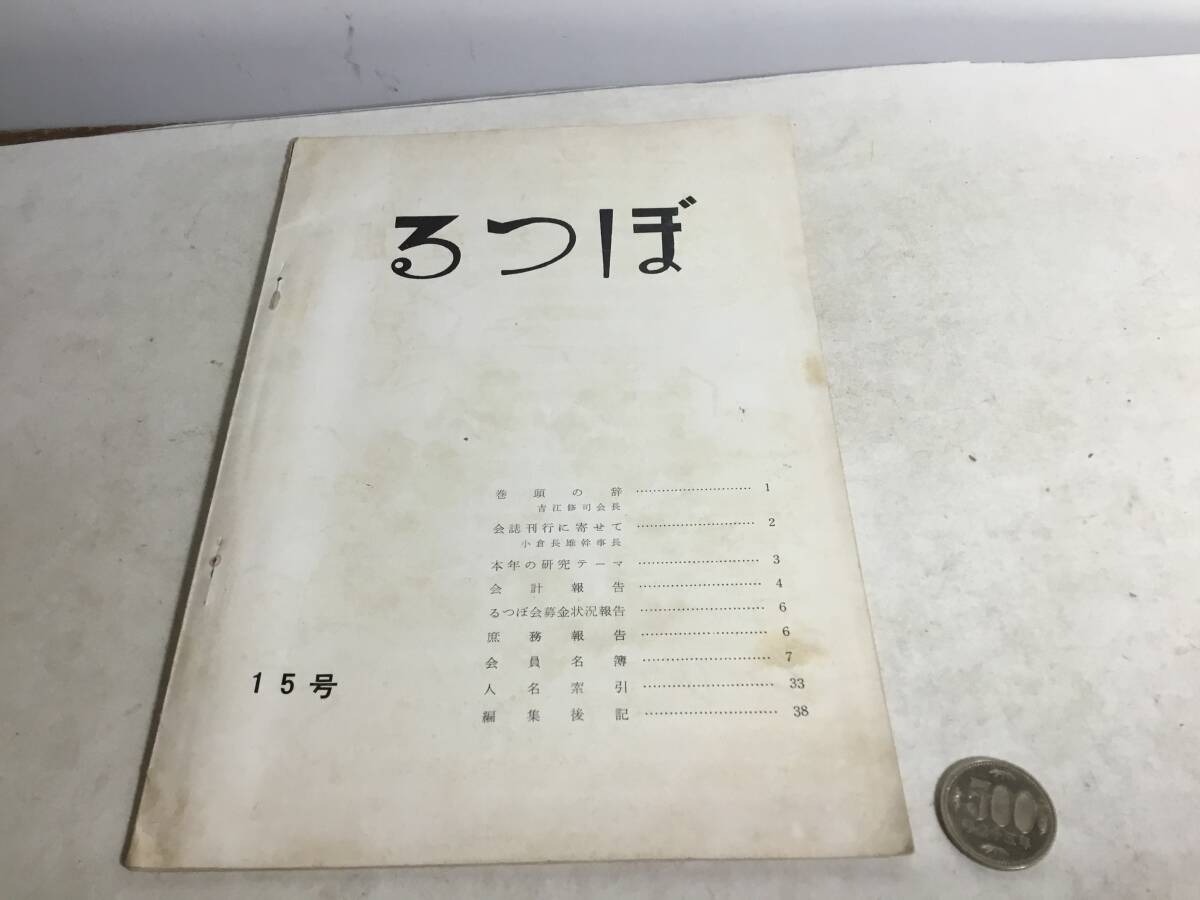 るつぼ
巻頭の辞 ………………………… 1
吉江修司会長
会誌刊行に寄せて ………………………… 2
小倉長雄幹事長
本年の研究テーマ ………………………… 3
会計報告 ………………………… 4
るつぼ会募金状況報告 ………………………… 6
庶務報告 ………………………… 6
会員名簿 ………………………… 7
人名索引 ………………………… 33
編集後記 ………………………… 38
15号
500